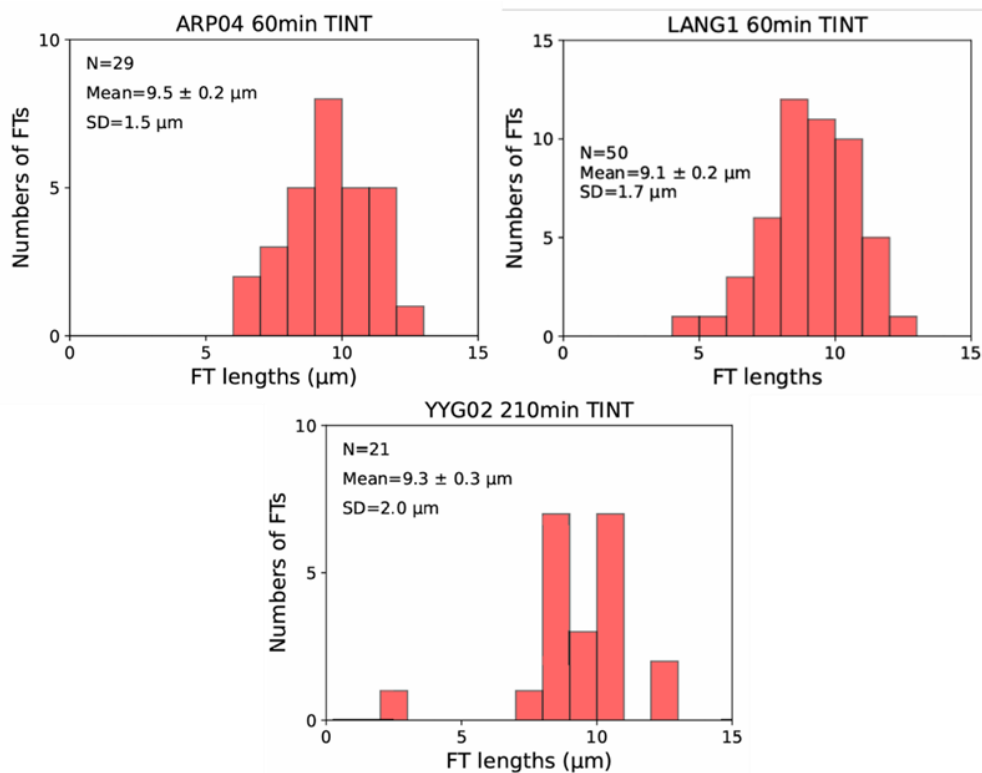 ARP04 60min TINT
10
N=29
Mean=9.5 ± 0.2 µm
SD=1.5 µm
5
0
0 5 10 15
Numbers of FTs
FT lengths (µm)
LANG1 60min TINT
15
10
N=50
Mean=9.1 ± 0.2 µm
SD=1.7 µm
5
0
0 5 10 15
Numbers of FTs
FT lengths
YYG02 210min TINT
10
N=21
Mean=9.3 ± 0.3 µm
SD=2.0 µm
5
0
0 5 10 15
Numbers of FTs
FT lengths (µm)